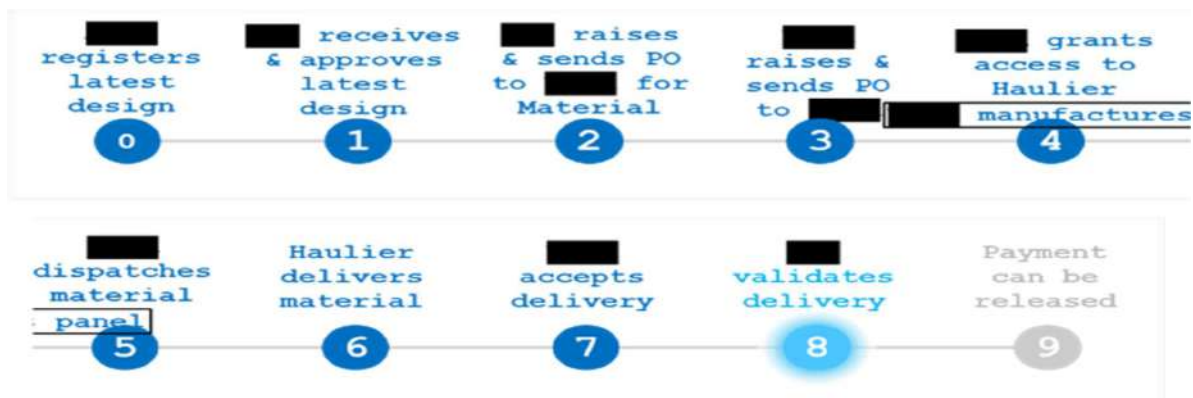 registers
latest
design
0
receives
& approves
latest
design
1
raises
& sends PO
to for
Material
2
raises &
sends PO
to
3
grants
access to
Haulier
manufactures
4
dispatches
material
panel
5
Haulier
delivers
material
6
accepts
delivery
7
validates
delivery
8
Payment
can be
released
9